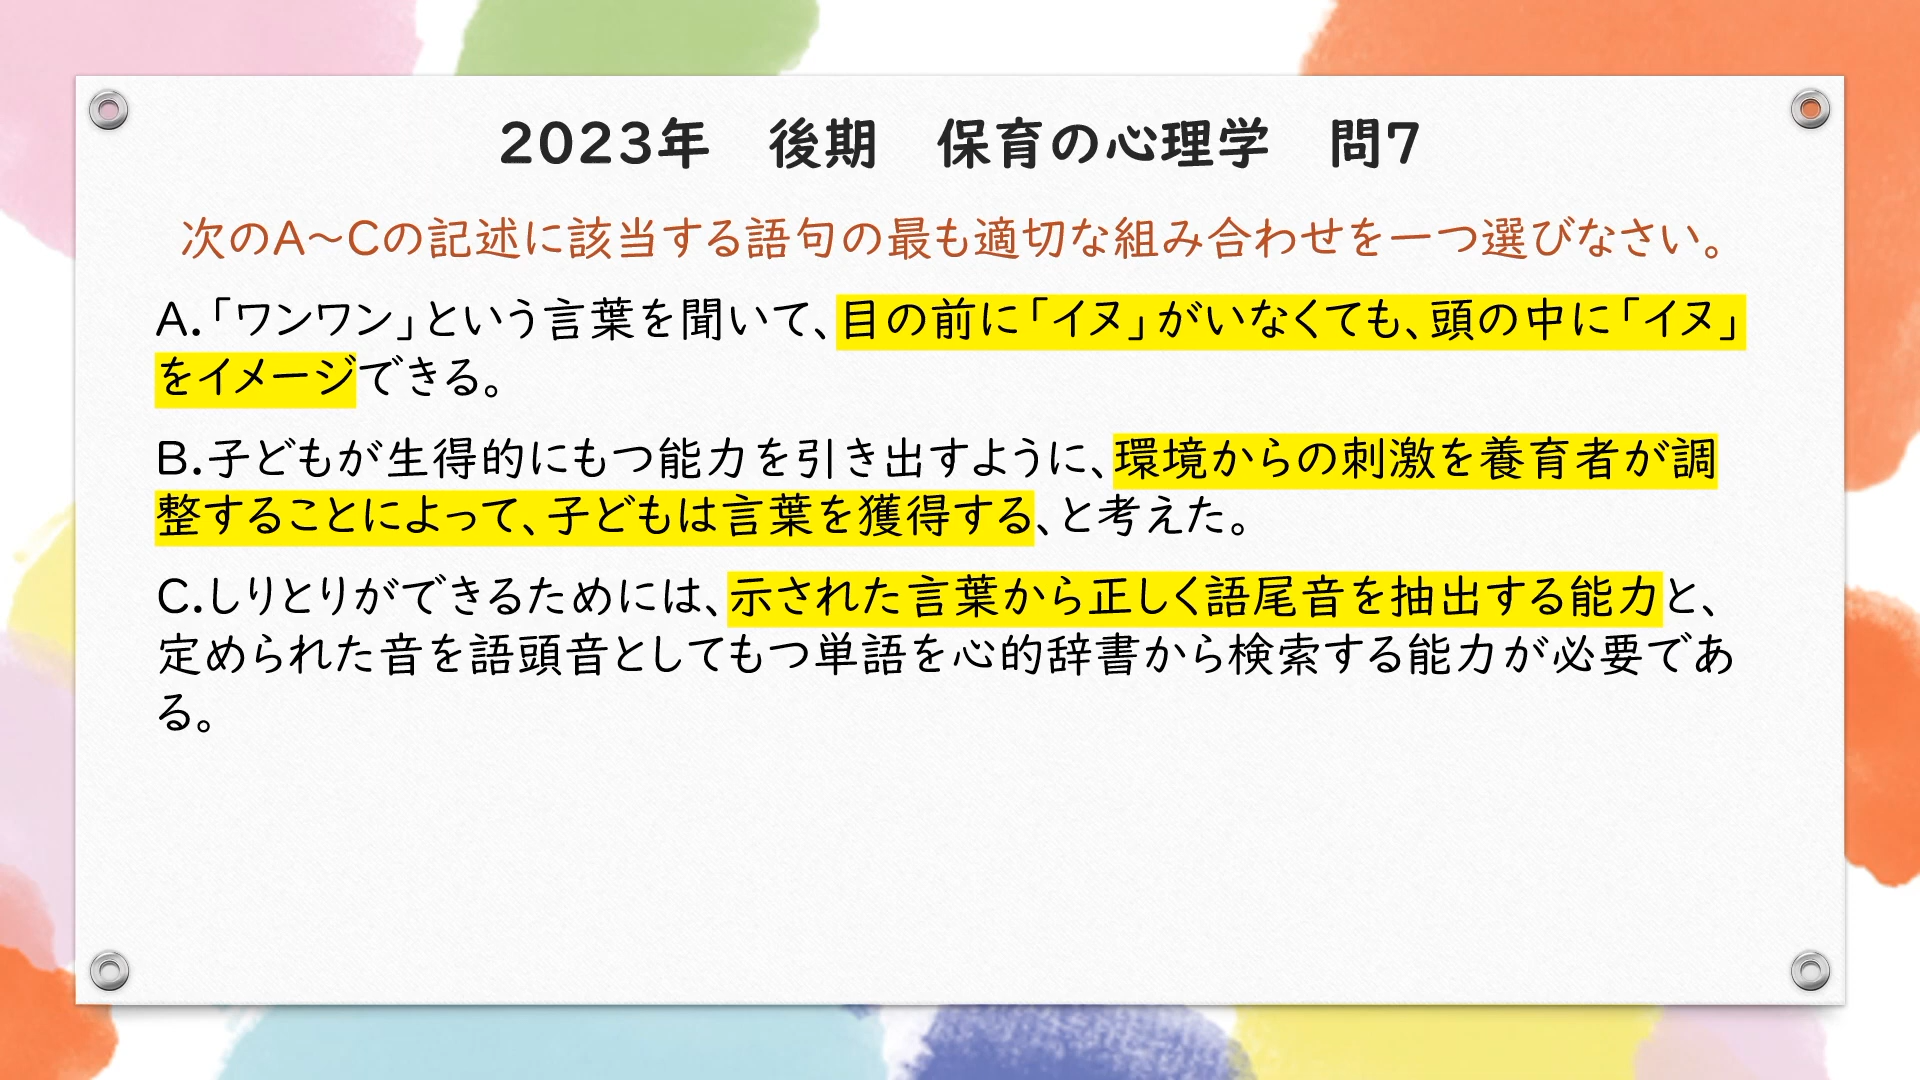 2023年　後期　保育の心理学　問7
次のA～Cの記述に該当する語句の最も適切な組み合わせを一つ選びなさい。
A.「ワンワン」という言葉を聞いて、目の前に「イヌ」がいなくても、頭の中に「イヌ」
をイメージできる。
B.子どもが生得的にもつ能力を引き出すように、環境からの刺激を養育者が調
整することによって、子どもは言葉を獲得する、と考えた。
C.しりとりができるためには、示された言葉から正しく語尾音を抽出する能力と、
定められた音を語頭音としてもつ単語を心的辞書から検索する能力が必要であ
る。